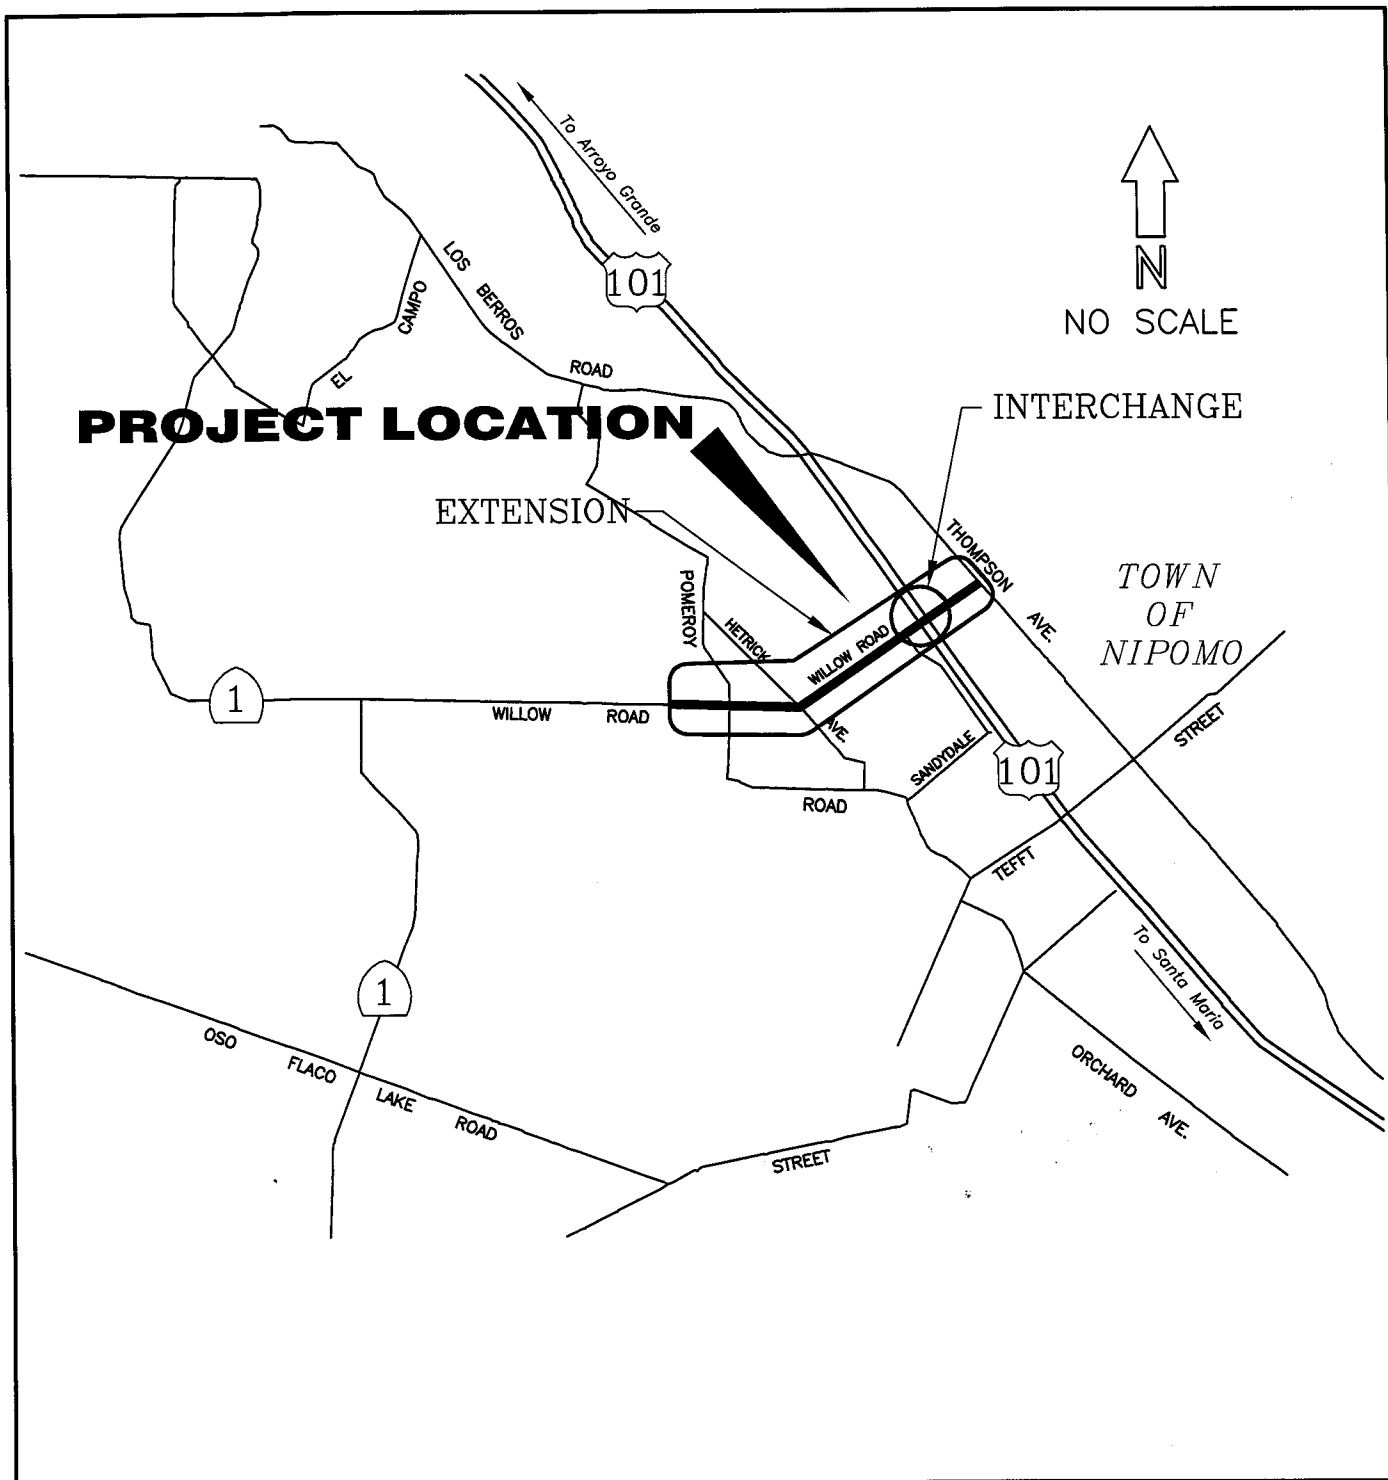 To Arroyo Grande
101
N
NO SCALE
LOS BERROS ROAD
EL CAMPO
PROJECT LOCATION
INTERCHANGE
EXTENSION
THOMPSON AVE.
TOWN
OF
NIPOMO
POMEROY
HETRICK AVE.
WILLOW ROAD
1
WILLOW ROAD
STREET
SANDYDALE
101
ROAD
TEFFT
To Santa Maria
1
OSO FLACO LAKE ROAD
ORCHARD AVE.
STREET